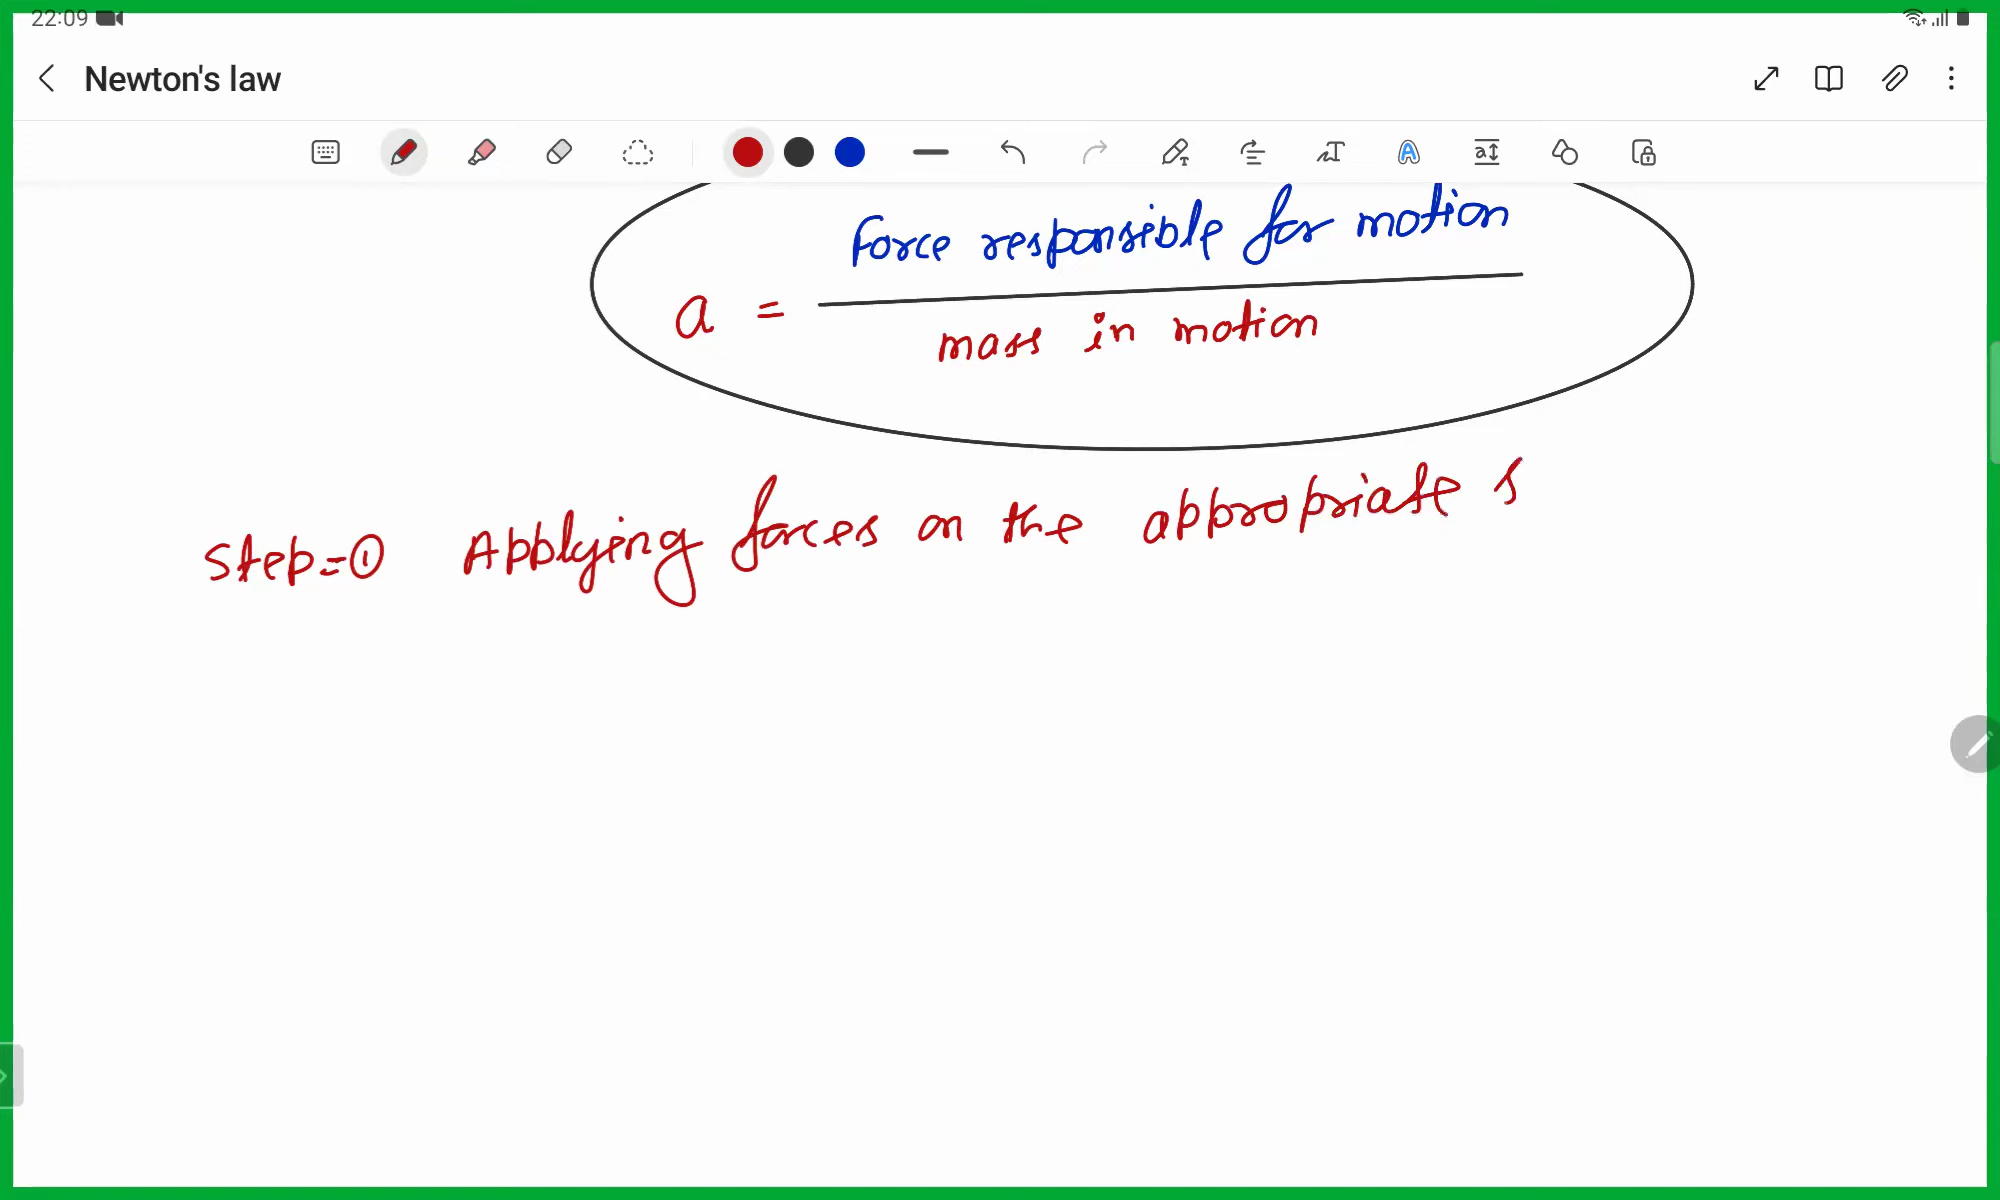 22:09
Newton's law
Force responsible for motion
a =
mass in motion
Step=① Applying forces on the appropriate s